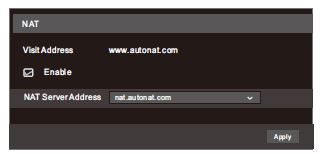 NAT
Visit Address www.autonat.com
Enable
NAT Server Address nat.autonat.com
Apply